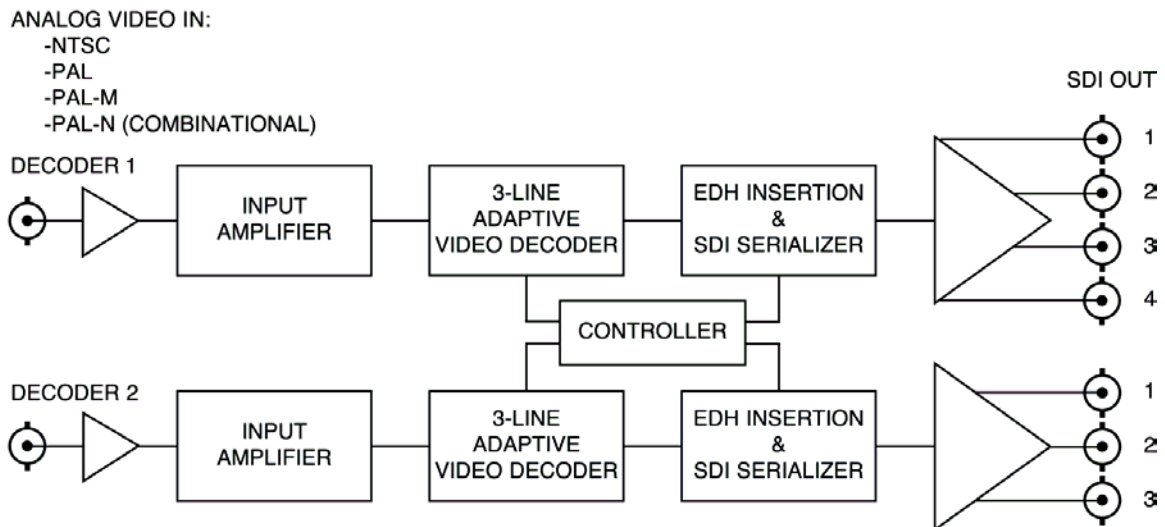 ANALOG VIDEO IN:
-NTSC
-PAL
-PAL-M
-PAL-N (COMBINATIONAL)
SDI OUT
DECODER 1
INPUT
AMPLIFIER
3-LINE
ADAPTIVE
VIDEO DECODER
EDH INSERTION
&
SDI SERIALIZER
1
2
3
4
CONTROLLER
DECODER 2
INPUT
AMPLIFIER
3-LINE
ADAPTIVE
VIDEO DECODER
EDH INSERTION
&
SDI SERIALIZER
1
2
3